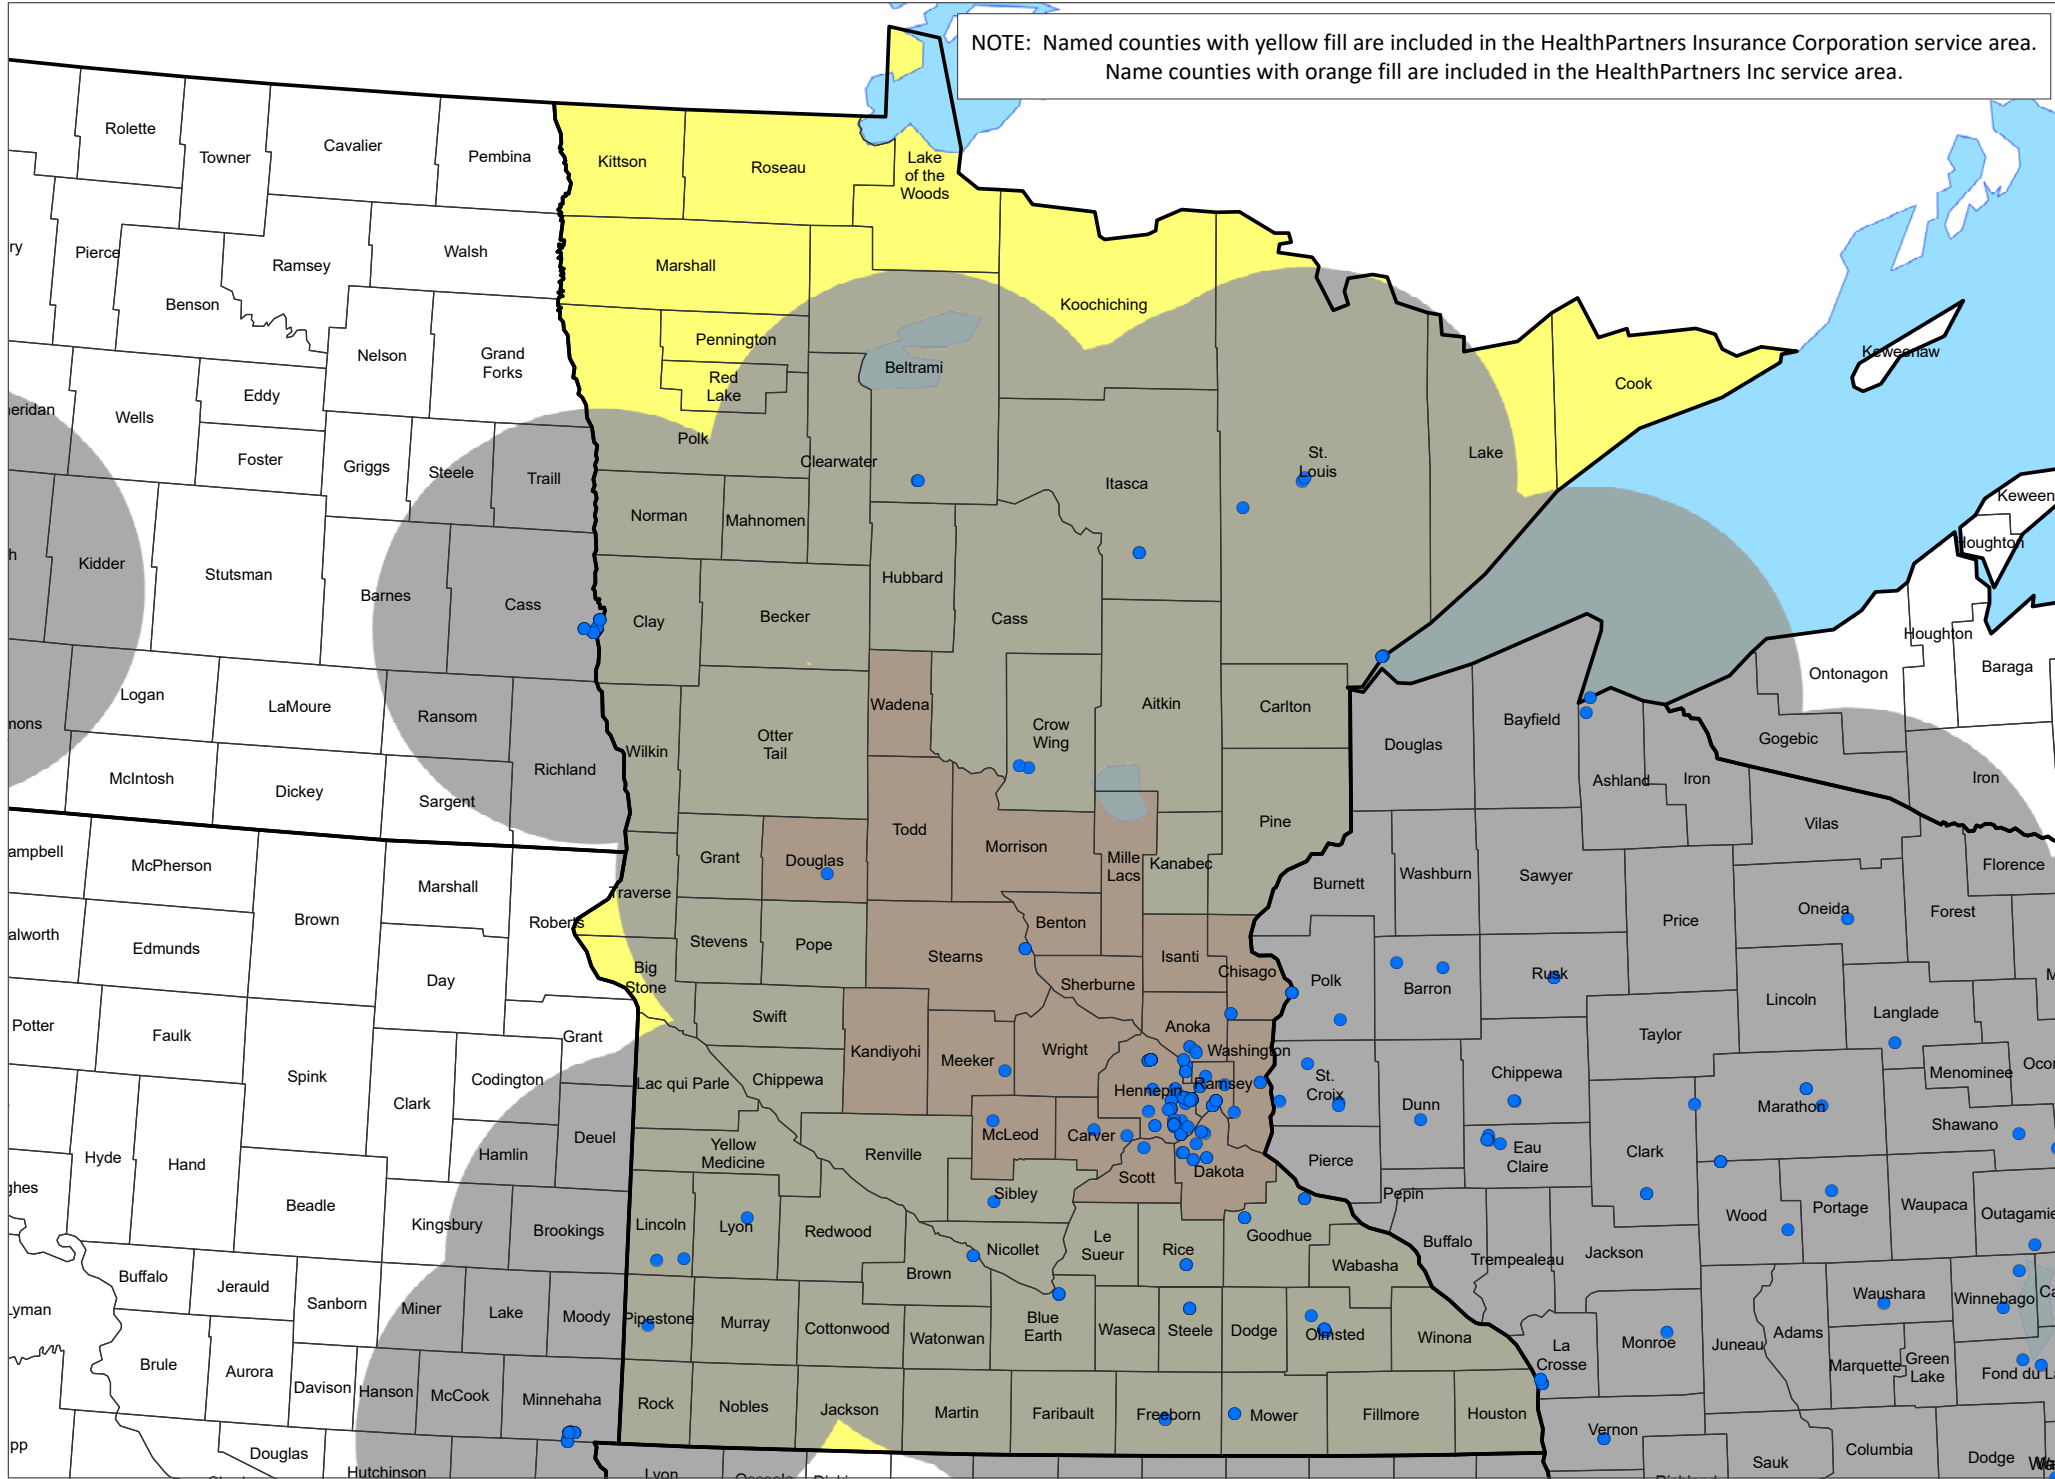 NOTE: Named counties with yellow fill are included in the HealthPartners Insurance Corporation service area.
Name counties with orange fill are included in the HealthPartners Inc service area.
Rolette
Towner
Cavalier
Pembina
Kittson
Roseau
Lake
of the
Woods
ry
Pierce
Benson
Ramsey
Walsh
Marshall
Koochiching
Nelson
Grand
Forks
Pennington
Red
Lake
Beltrami
Cook
Keweenaw
eridan
Wells
Eddy
Foster
Griggs
Steele
Traill
Polk
Clearwater
Itasca
St.
Louis
Lake
Norman
Mahnomen
Keween
Houghton
h
Kidder
Stutsman
Barnes
Cass
Clay
Becker
Hubbard
Cass
Houghton
Baraga
Ontonagon
mons
Logan
LaMoure
Ransom
Richland
Wilkin
Otter
Tail
Wadena
Crow
Wing
Aitkin
Carlton
Douglas
Bayfield
Ashland
Iron
Gogebic
Iron
McIntosh
Dickey
Sargent
Pine
Vilas
Florence
ampbell
McPherson
Brown
Marshall
Roberts
Traverse
Grant
Douglas
Todd
Morrison
Mille
Lacs
Kanabec
Burnett
Washburn
Sawyer
Price
Oneida
Forest
alworth
Edmunds
Day
Big
Stone
Stevens
Pope
Stearns
Benton
Isanti
Chisago
Sherburne
Polk
Barron
Rusk
Lincoln
Langlade
M
Potter
Faulk
Spink
Grant
Codington
Clark
Swift
Kandiyohi
Meeker
Wright
Anoka
Washington
Taylor
Menominee
Oco
Lac qui Parle
Chippewa
Hennepin
Ramsey
St.
Croix
Dunn
Chippewa
Marathon
Shawano
Hyde
Hand
Hamlin
Deuel
Yellow
Medicine
Renville
McLeod
Carver
Scott
Dakota
Pierce
Eau
Claire
Clark
ghes
Beadle
Kingsbury
Brookings
Lincoln
Lyon
Redwood
Sibley
Nicollet
Le
Sueur
Rice
Goodhue
Pepin
Buffalo
Trempealeau
Jackson
Wood
Portage
Waupaca
Outagamie
Buffalo
Jerauld
Sanborn
Miner
Lake
Moody
Pipestone
Murray
Cottonwood
Brown
Watonwan
Blue
Earth
Waseca
Steele
Dodge
Olmsted
Wabasha
Winona
La
Crosse
Monroe
Juneau
Adams
Waushara
Winnebago
Ca
Lyman
Brule
Aurora
Davison
Hanson
McCook
Minnehaha
Rock
Nobles
Jackson
Martin
Faribault
Freeborn
Mower
Fillmore
Houston
Vernon
Marquette
Green
Lake
Fond du La
pp
Douglas
Hutchinson
Lyon
Sauk
Columbia
Dodge